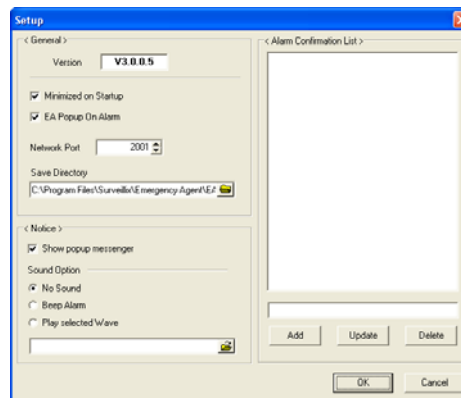 Setup
< General >
Version V3.0.0.5
Minimized on Startup
EA Popup On Alarm
Network Port 2001
Save Directory
C:\Program Files\Surveillix\Emergency Agent\EA
< Notice >
Show popup messenger
Sound Option
No Sound
Beep Alarm
Play selected Wave
< Alarm Confirmation List >
Add Update Delete
OK Cancel